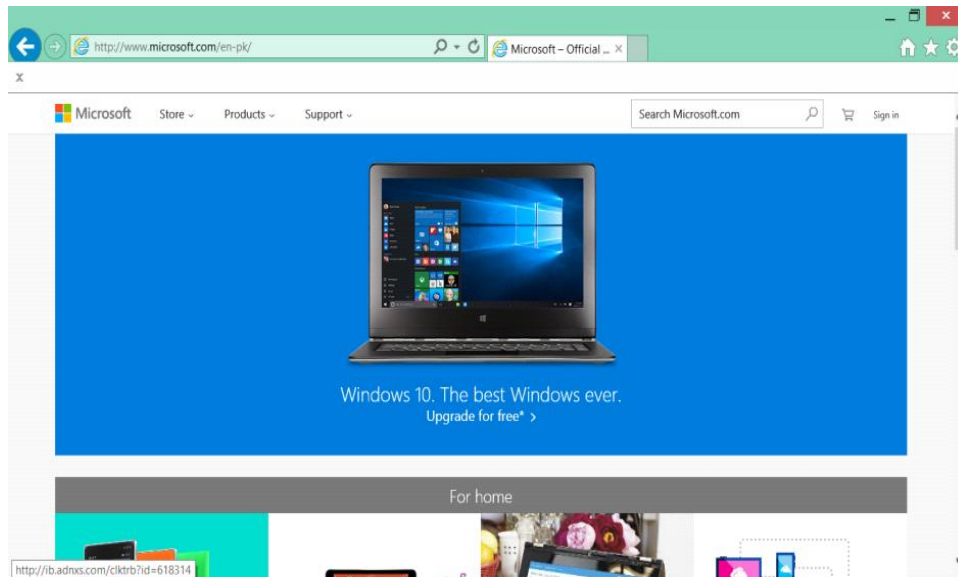 http://www.microsoft.com/en-pk/
Microsoft – Official ...
x
Microsoft
Store
Products
Support
Search Microsoft.com
Sign in
Windows 10. The best Windows ever.
Upgrade for free* >
For home
http://ib.adnxs.com/clktrb?id=618314